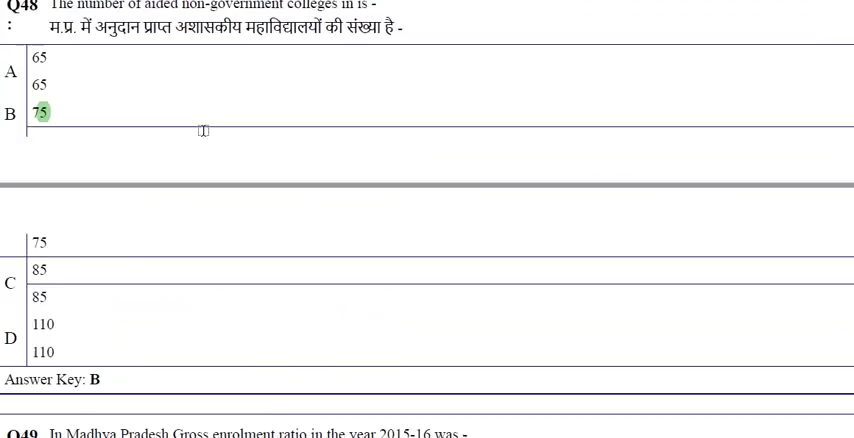 Q48 The number of aided non-government colleges in is -
: म.प्र. में अनुदान प्राप्त अशासकीय महाविद्यालयों की संख्या है -
65
A
65
B 75
75
85
C
85
110
D
110
Answer Key: B
Q49 In Madhya Pradesh Gross enrolment ratio in the year 2015-16 was -